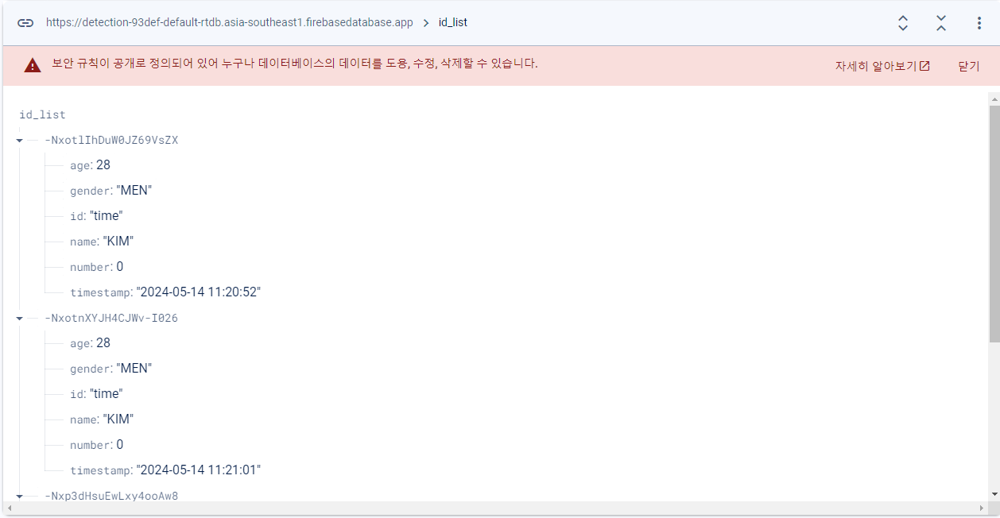 https://detection-93def-default-rtdb.asia-southeast1.firebasedatabase.app > id_list
보안 규칙이 공개로 정의되어 있어 누구나 데이터베이스의 데이터를 도용, 수정, 삭제할 수 있습니다. 자세히 알아보기 닫기
id_list
-NxotlIhDuW0JZ69VsZX
age: 28
gender: "MEN"
id: "time"
name: "KIM"
number: 0
timestamp: "2024-05-14 11:20:52"
-NxotnXYJH4CJWv-I026
age: 28
gender: "MEN"
id: "time"
name: "KIM"
number: 0
timestamp: "2024-05-14 11:21:01"
-Nxp3dHsuEwLxy4ooAw8